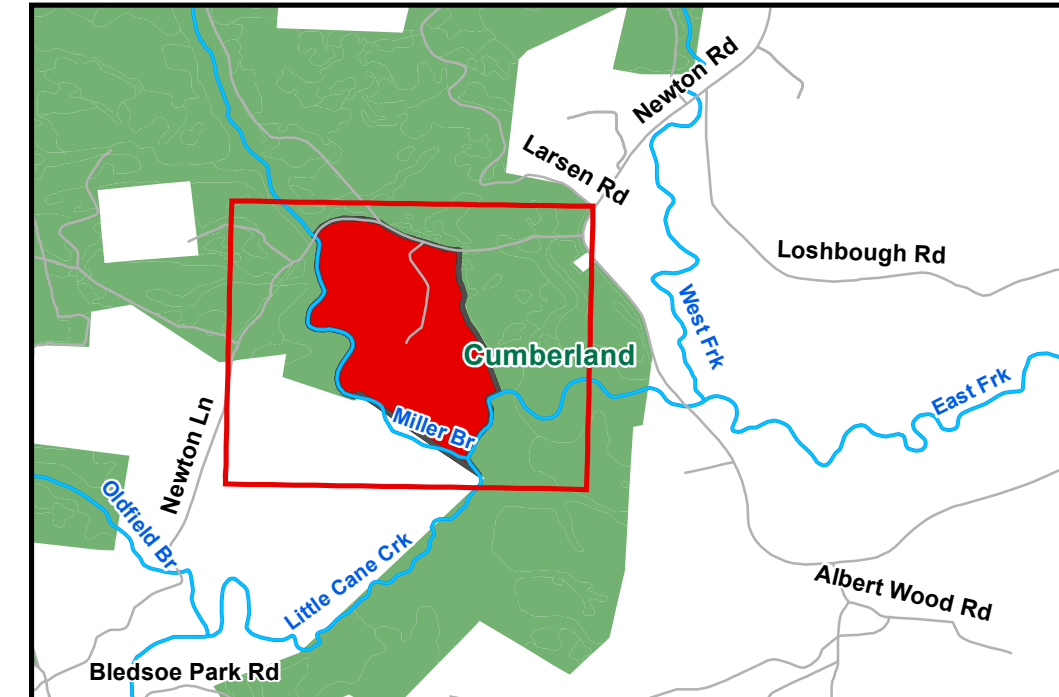 Newton Rd
Larsen Rd
Loshbough Rd
West Frk
Cumberland
East Frk
Miller Br
Newton Ln
Oldfield Br
Little Cane Crk
Albert Wood Rd
Bledsoe Park Rd